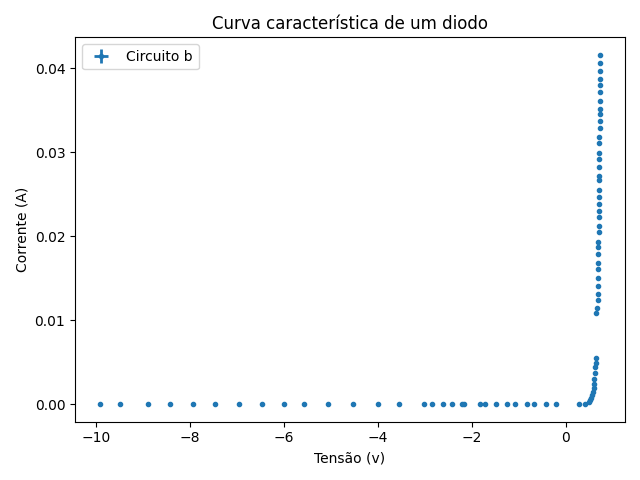 Curva característica de um diodo
Circuito b
0.04
0.03
0.02
0.01
0.00
Corrente (A)
−10 −8 −6 −4 −2 0
Tensão (v)